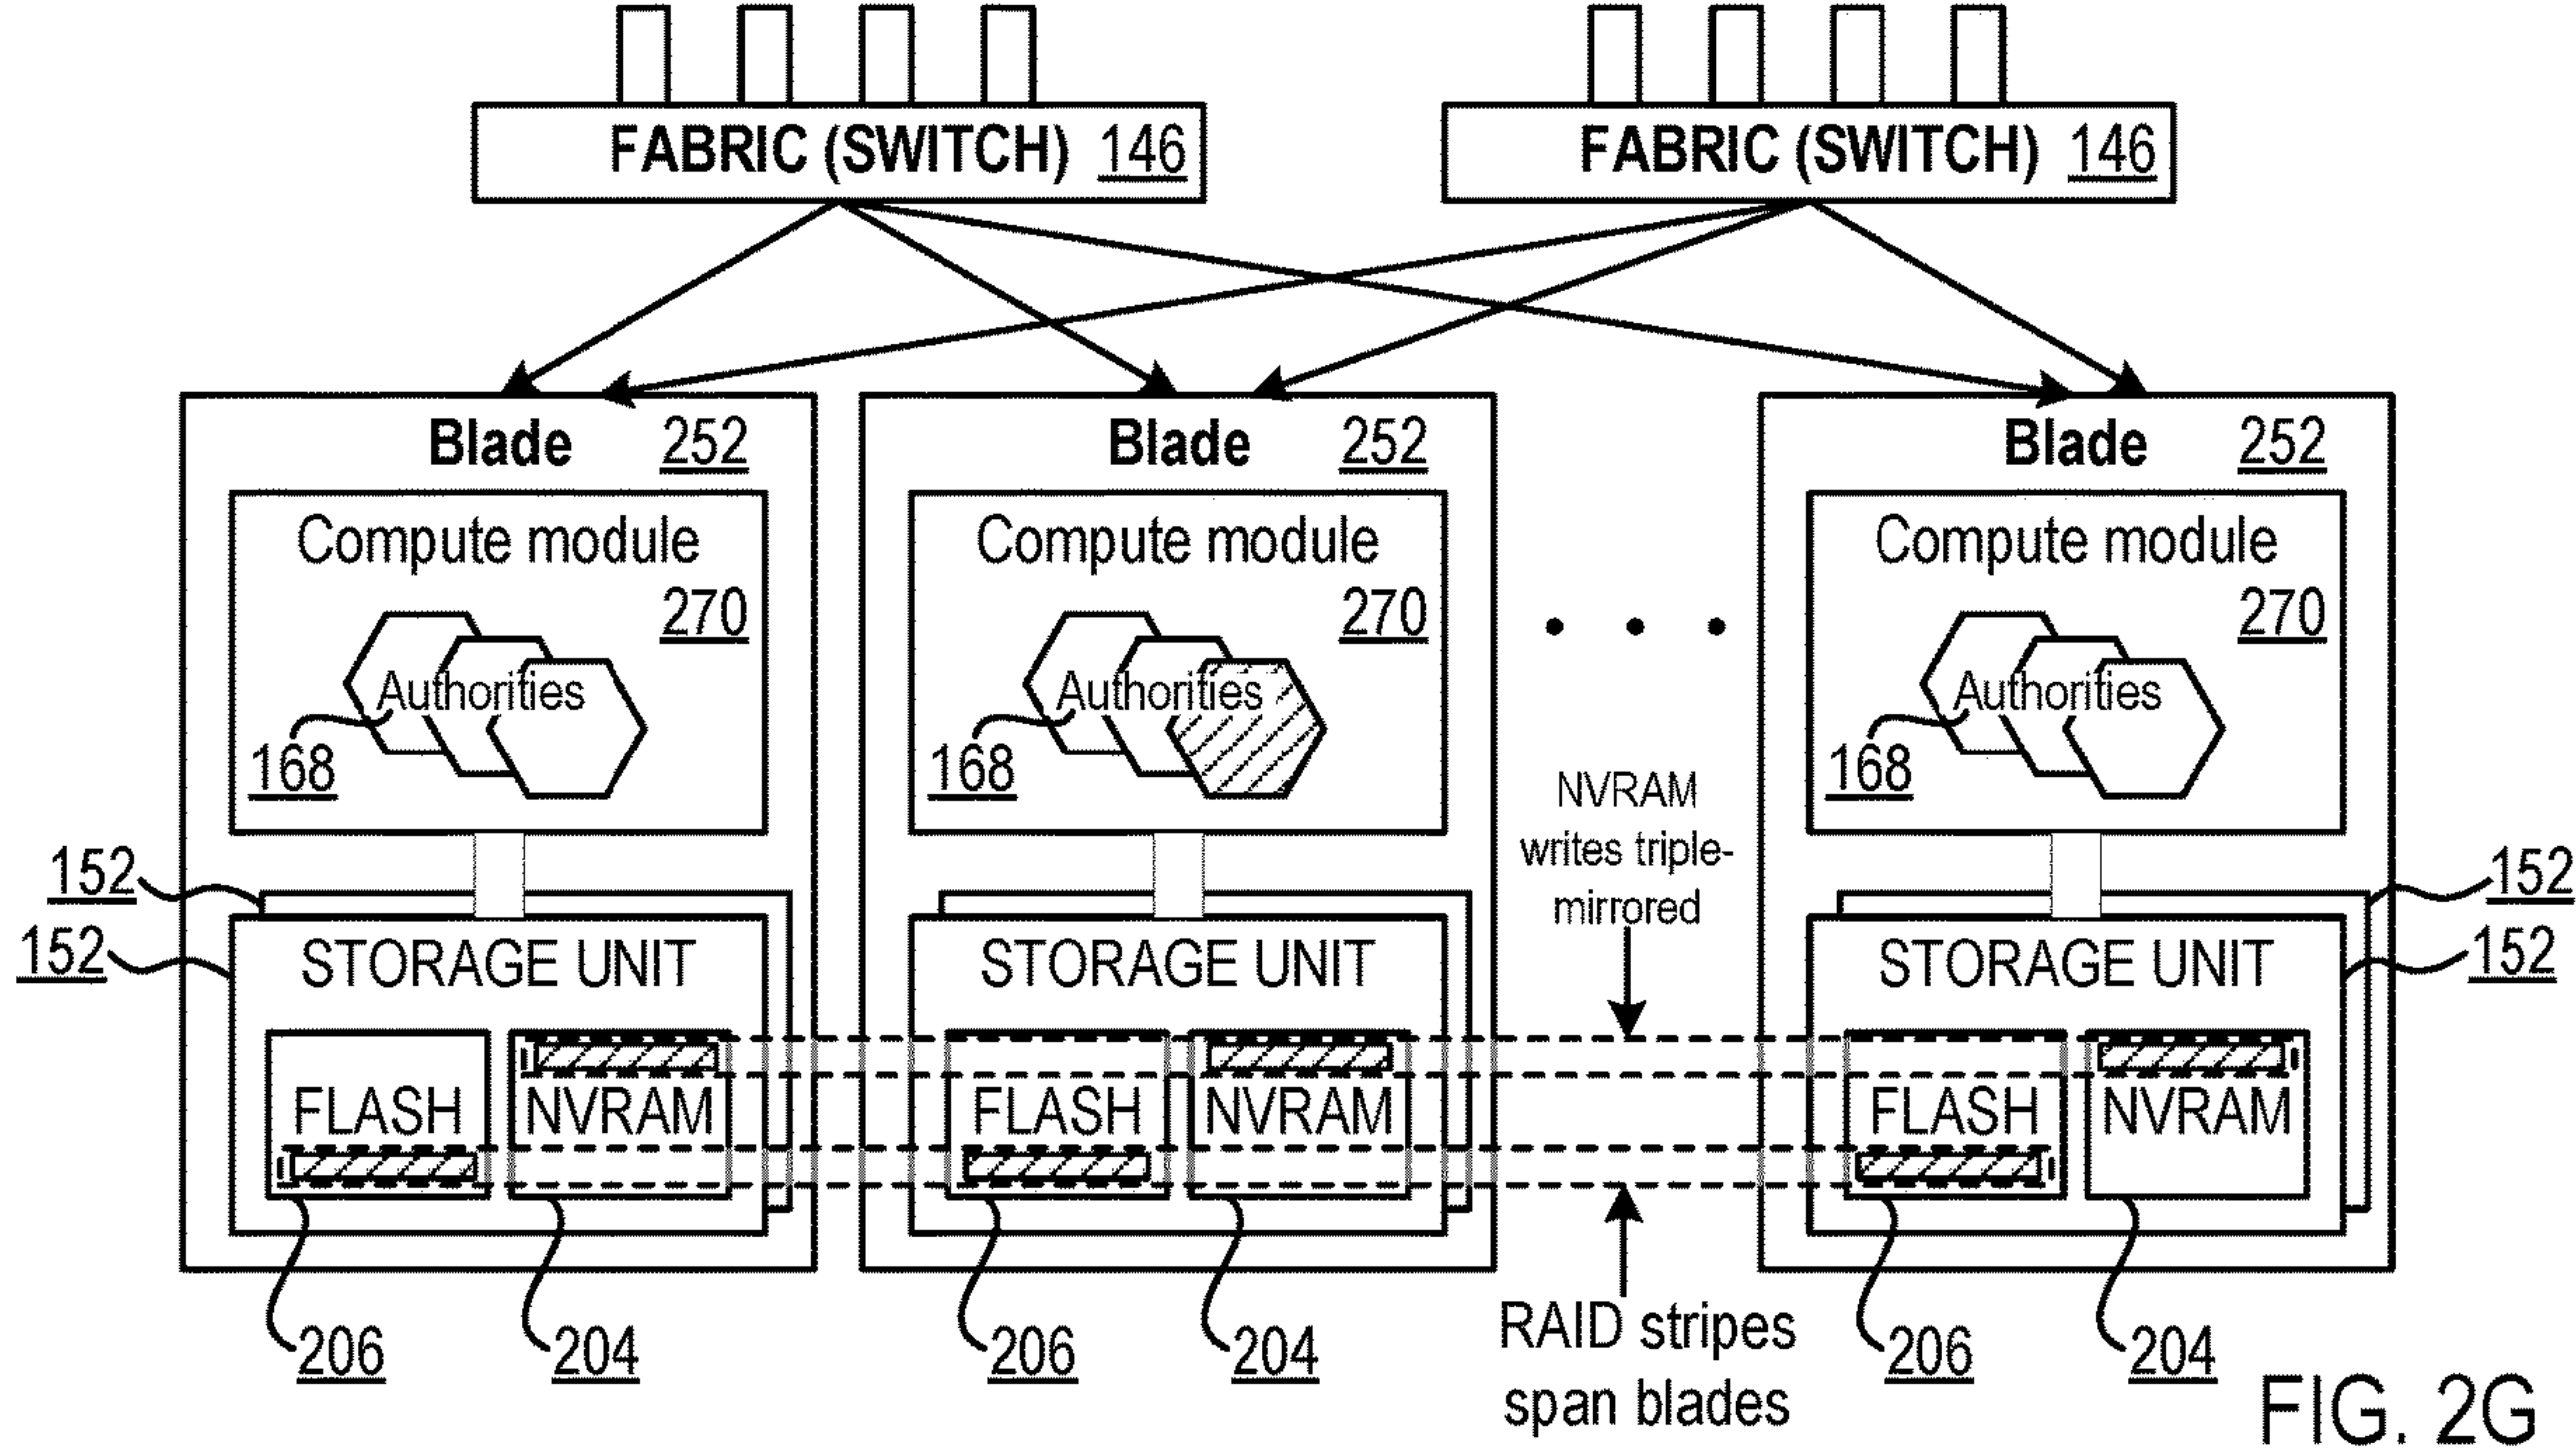 FABRIC (SWITCH) 146
FABRIC (SWITCH) 146
Blade 252
Compute module
270
Authorities
168
152
152
STORAGE UNIT
FLASH
NVRAM
206
204
Blade 252
Compute module
270
Authorities
168
STORAGE UNIT
FLASH
NVRAM
206
204
NVRAM
writes triple-
mirrored
RAID stripes
span blades
Blade 252
Compute module
270
Authorities
168
152
152
STORAGE UNIT
FLASH
NVRAM
206
204
FIG. 2G